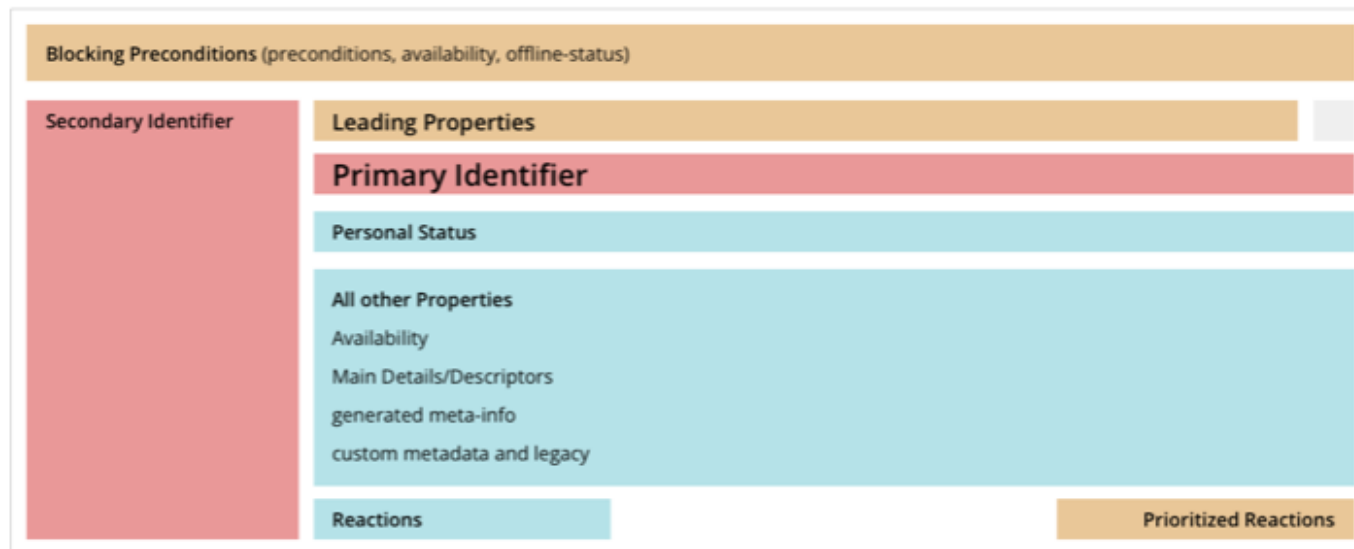 Blocking Preconditions (preconditions, availability, offline-status)
Secondary Identifier
Leading Properties
Primary Identifier
Personal Status
All other Properties
Availability
Main Details/Descriptors
generated meta-info
custom metadata and legacy
Reactions
Prioritized Reactions